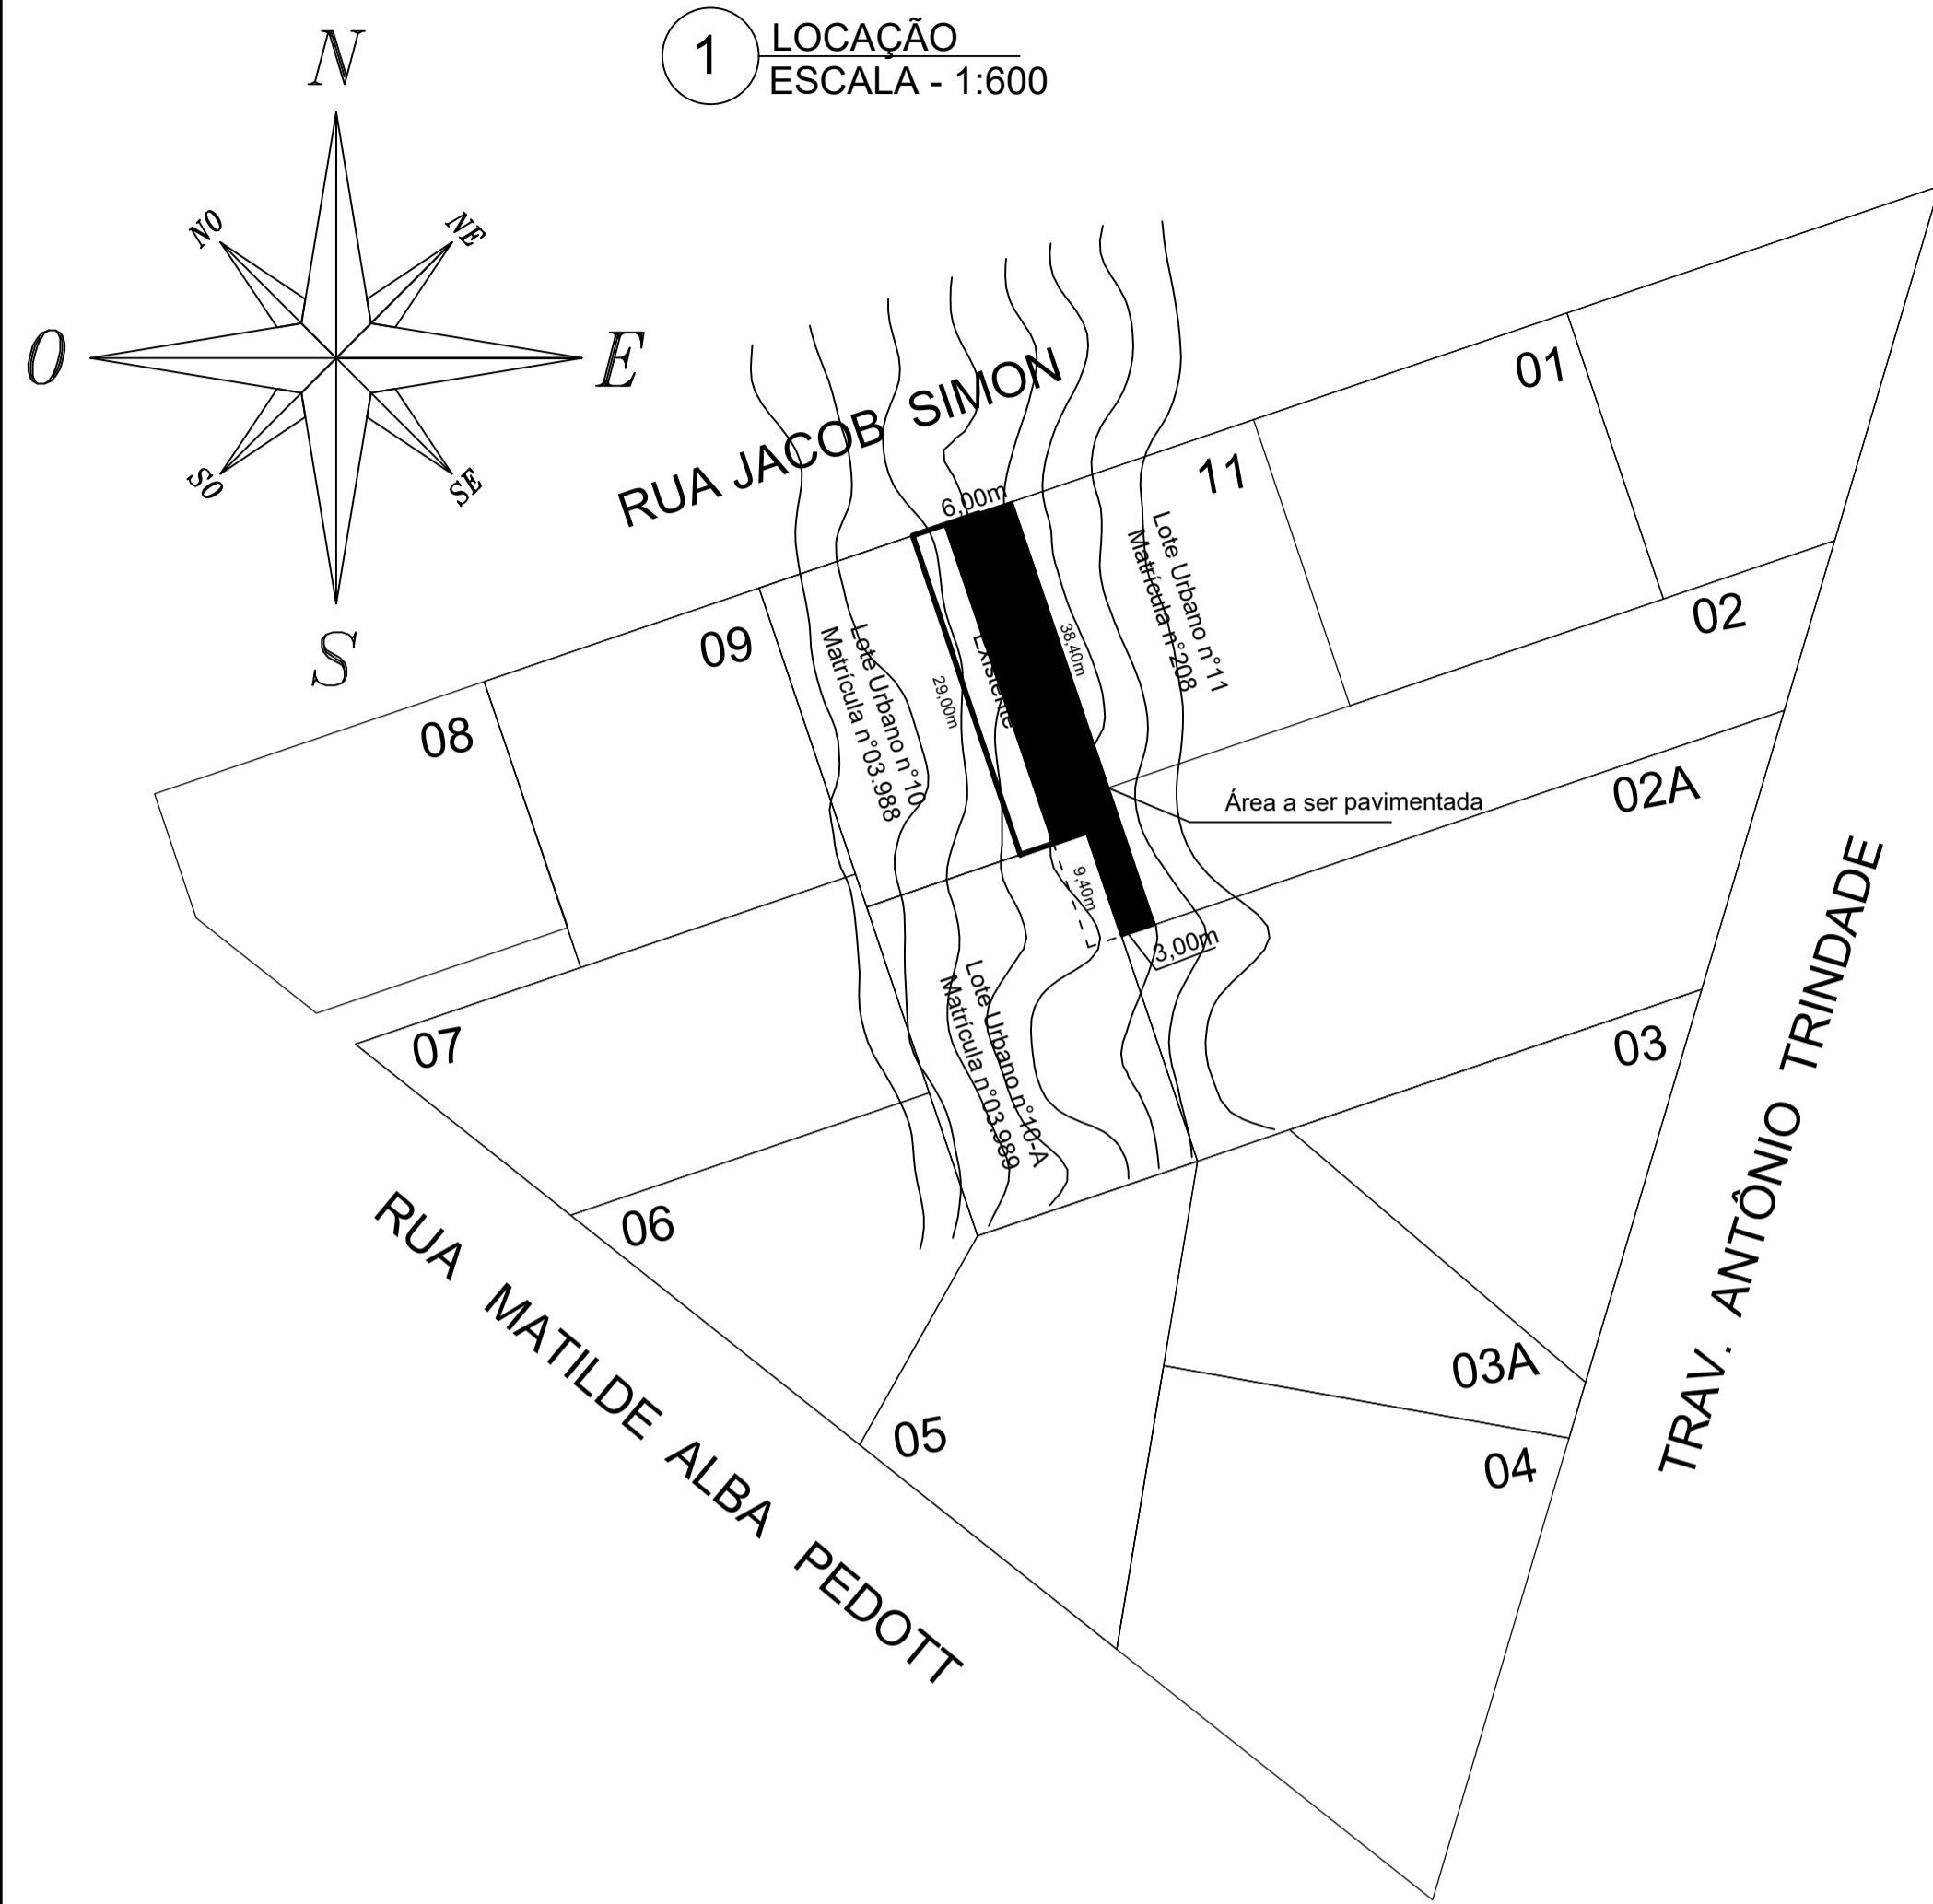 N
1
LOCAÇÃO
ESCALA - 1:600
NO
NE
O
E
SO
SE
S
RUA JACOB SIMON
01
11
6,00m
02
09
08
Lote Urbano n°11
Matrícula n°208
38,40m
Existente
29,00m
Lote Urbano n°10
Matrícula n°03.988
02A
Área a ser pavimentada
9,40m
3,00m
07
03
Lote Urbano n°10-A
Matrícula n°03.989
06
RUA MATILDE ALBA PEDOTT
TRAV. ANTÔNIO TRINDADE
03A
05
04